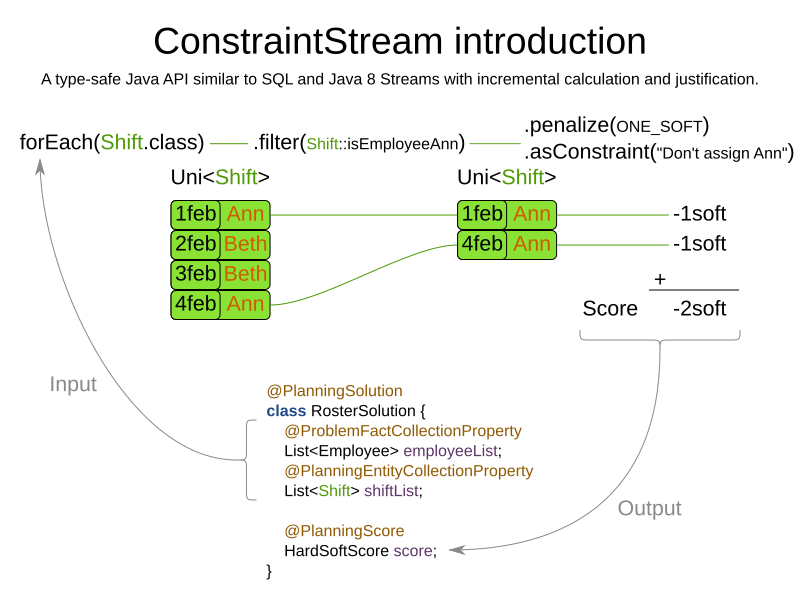 ConstraintStream introduction
A type-safe Java API similar to SQL and Java 8 Streams with incremental calculation and justification.
forEach(Shift.class) .filter(Shift::isEmployeeAnn) .penalize(ONE_SOFT)
.asConstraint("Don't assign Ann")
Uni<Shift> Uni<Shift>
1feb Ann 1feb Ann -1soft
2feb Beth 4feb Ann -1soft
3feb Beth +
4feb Ann Score -2soft
Input
@PlanningSolution
class RosterSolution {
@ProblemFactCollectionProperty
List<Employee> employeeList;
@PlanningEntityCollectionProperty
List<Shift> shiftList;
Output
@PlanningScore
HardSoftScore score;
}